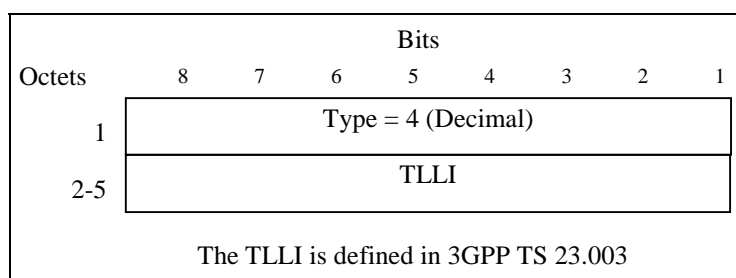 Bits
Octets 8 7 6 5 4 3 2 1
1 Type = 4 (Decimal)
2-5 TLLI
The TLLI is defined in 3GPP TS 23.003